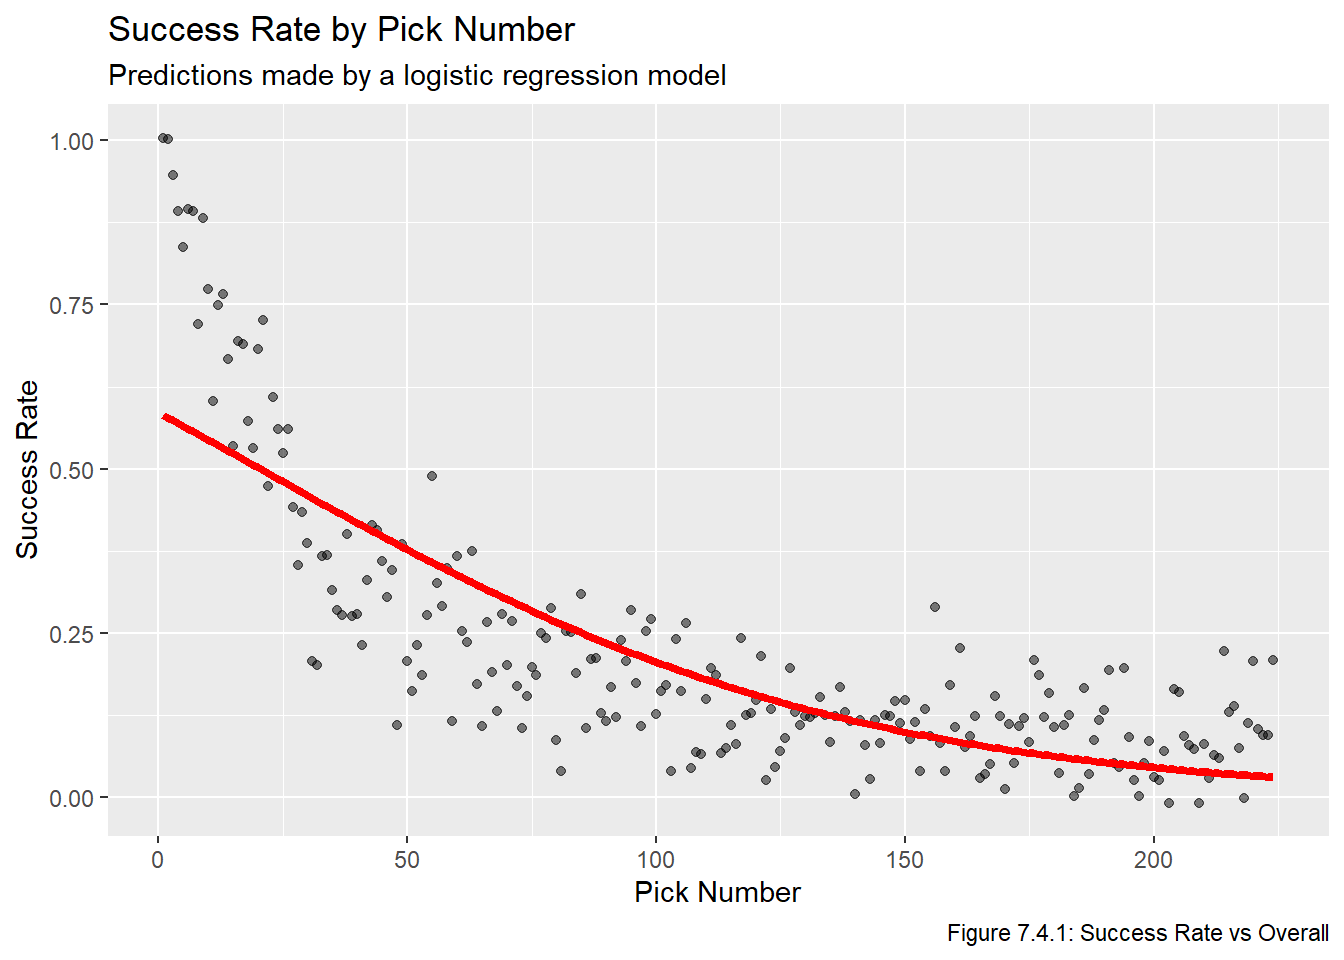 Success Rate by Pick Number
Predictions made by a logistic regression model
1.00
0.75
0.50
0.25
0.00
Success Rate
0 50 100 150 200
Pick Number
Figure 7.4.1: Success Rate vs Overall